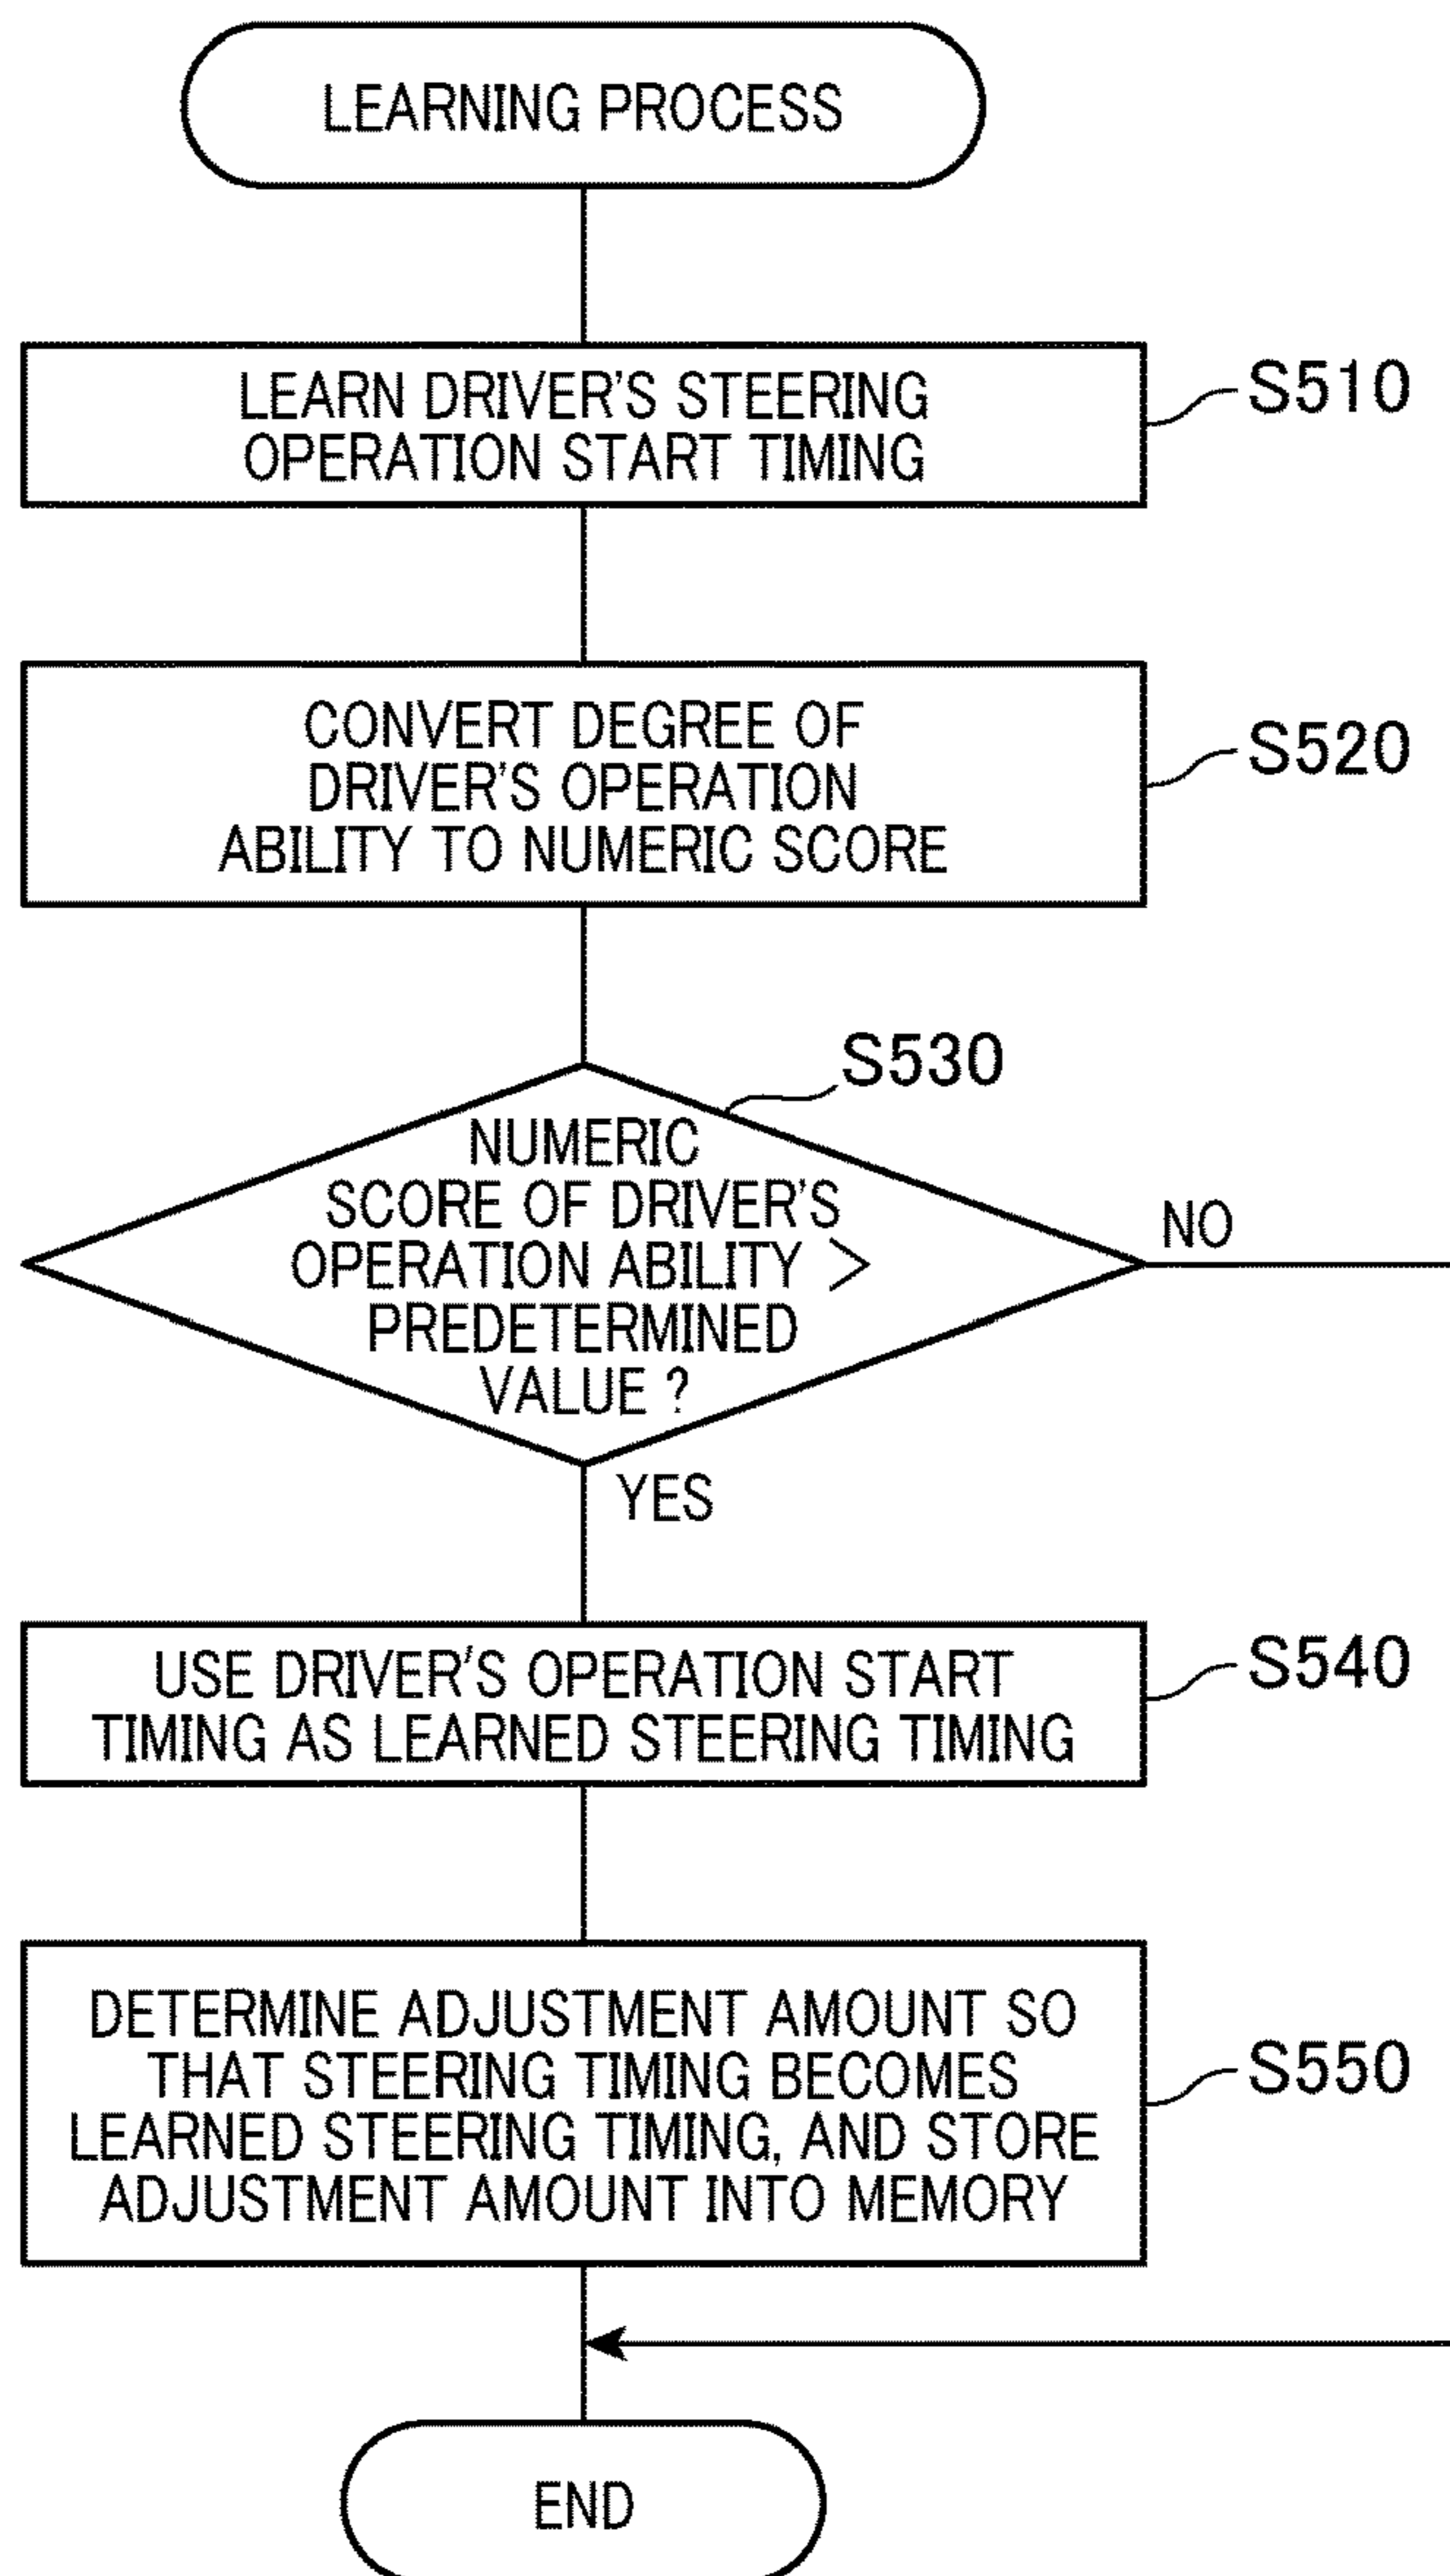 LEARNING PROCESS
LEARN DRIVER'S STEERING
OPERATION START TIMING
S510
CONVERT DEGREE OF
DRIVER'S OPERATION
ABILITY TO NUMERIC SCORE
S520
S530
NUMERIC
SCORE OF DRIVER'S
OPERATION ABILITY >
PREDETERMINED
VALUE ?
NO
YES
USE DRIVER'S OPERATION START
TIMING AS LEARNED STEERING TIMING
S540
DETERMINE ADJUSTMENT AMOUNT SO
THAT STEERING TIMING BECOMES
LEARNED STEERING TIMING, AND STORE
ADJUSTMENT AMOUNT INTO MEMORY
S550
END